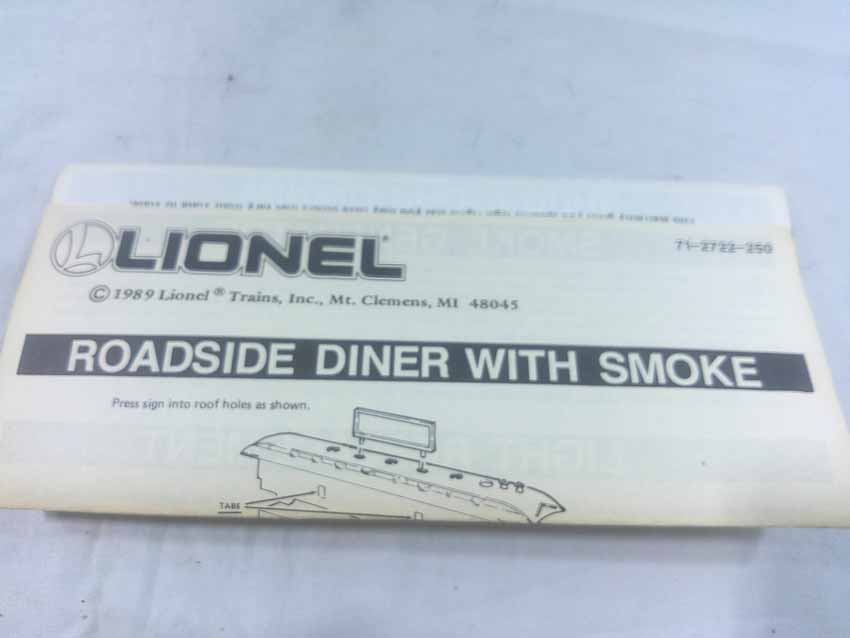 LIONEL®
71-2722-250
© 1989 Lionel ® Trains, Inc., Mt. Clemens, MI 48045
ROADSIDE DINER WITH SMOKE
Press sign into roof holes as shown.
TABS